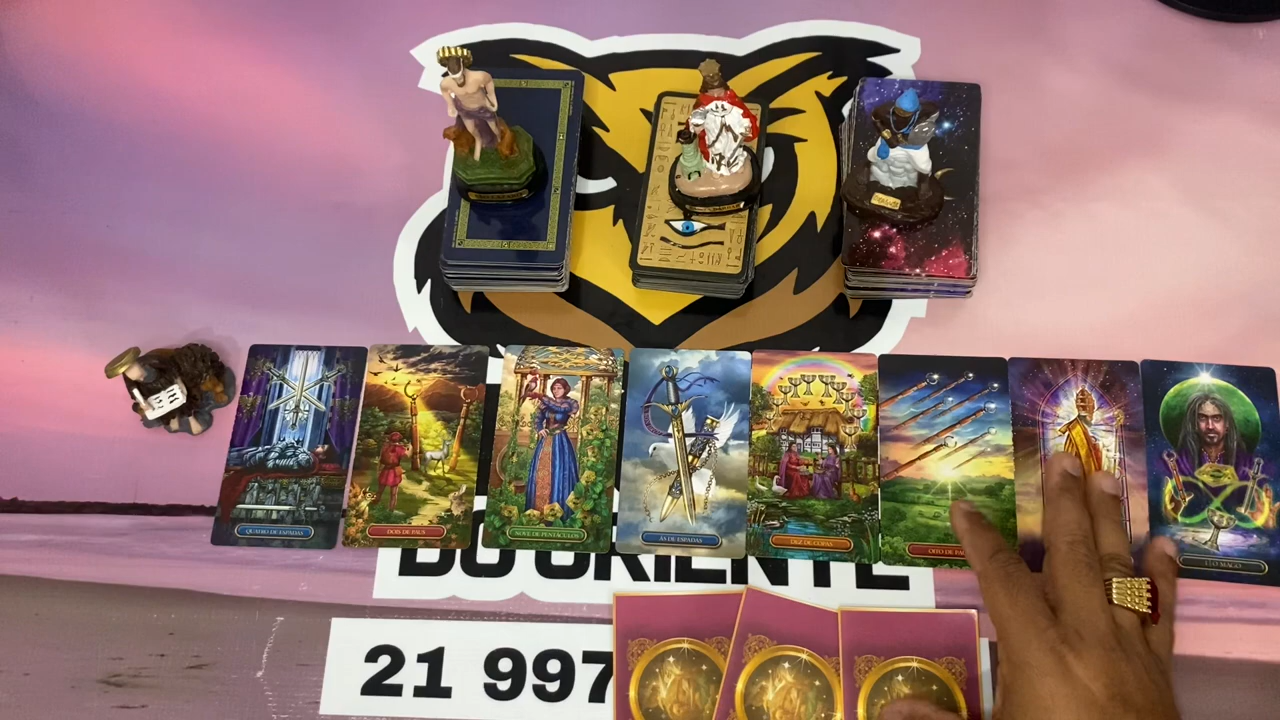 QUATRO DE ESPADAS
DOIS DE PAUS
NOVE DE PENTÁCULOS
ÁS DE ESPADAS
DEZ DE COPAS
OITO DE
I | O MAGO
DO ORIENTE
21 997